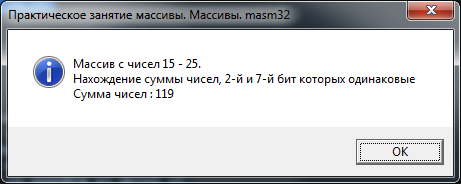 Практическое занятие массивы. Массивы. masm32
Массив с чисел 15 - 25.
Нахождение суммы чисел, 2-й и 7-й бит которых одинаковые
Сумма чисел : 119
OK